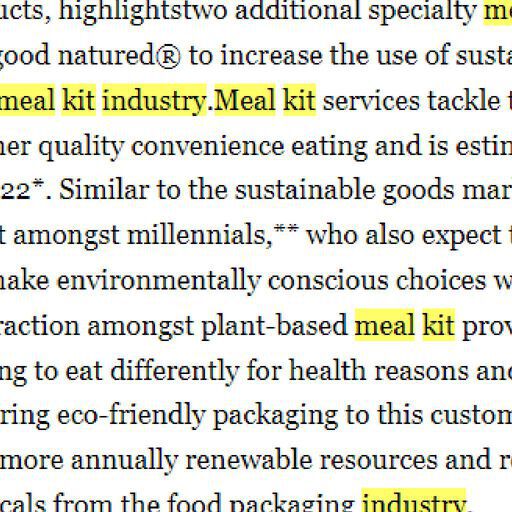 ucts, highlightstwo additional specialty me
good natured® to increase the use of susta
meal kit industry.Meal kit services tackle t
her quality convenience eating and is estin
22*. Similar to the sustainable goods mar
t amongst millennials,** who also expect t
nake environmentally conscious choices w
raction amongst plant-based meal kit prov
ng to eat differently for health reasons and
ring eco-friendly packaging to this custom
more annually renewable resources and re
cals from the food packaging industry.